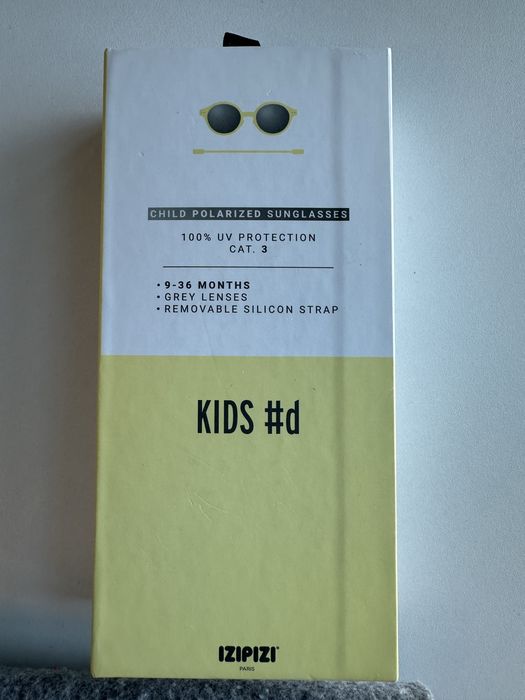 CHILD POLARIZED SUNGLASSES
100% UV PROTECTION
CAT. 3
• 9-36 MONTHS
• GREY LENSES
• REMOVABLE SILICON STRAP
KIDS #d
IZIPIZI®
PARIS